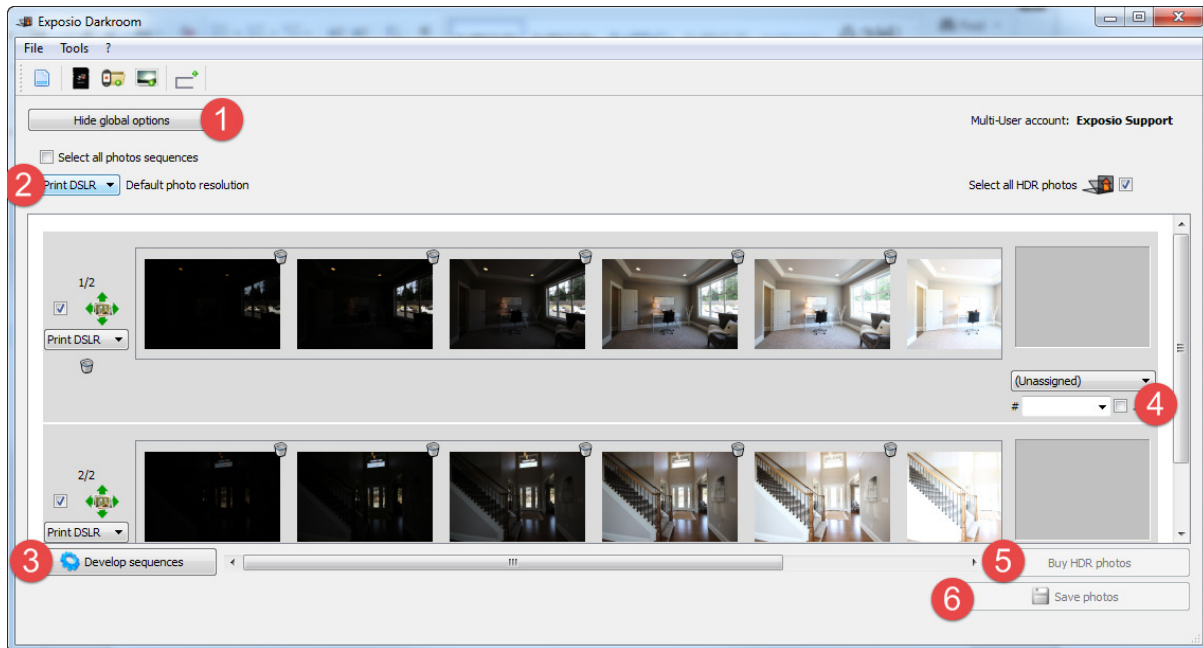 Exposio Darkroom
File Tools ?
Hide global options
1
Multi-User account: Exposio Support
Select all photos sequences
2
Print DSLR Default photo resolution
Select all HDR photos
1/2
Print DSLR
(Unassigned)
#
4
2/2
Print DSLR
3
Develop sequences
5
Buy HDR photos
6
Save photos